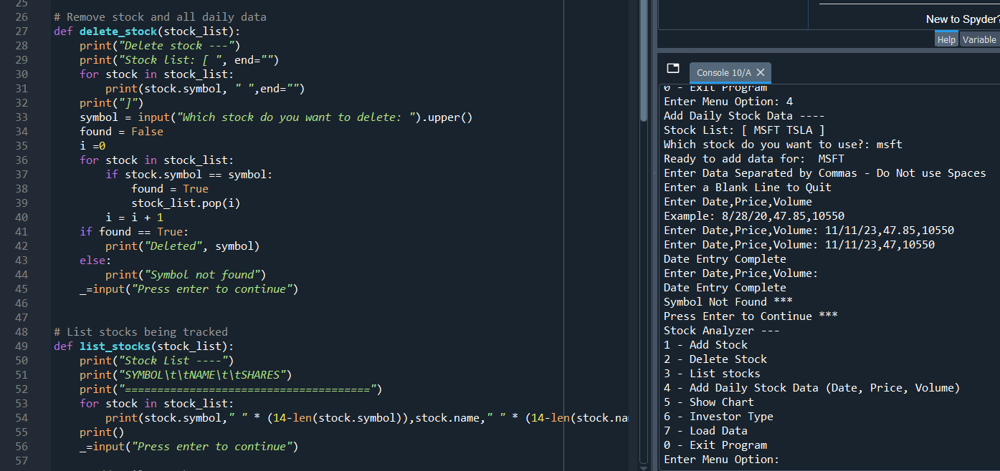 25
26 # Remove stock and all daily data
27 def delete_stock(stock_list):
28 print("Delete stock ---")
29 print("Stock list: [ ", end="")
30 for stock in stock_list:
31 print(stock.symbol, " ",end="")
32 print("]")
33 symbol = input("Which stock do you want to delete: ").upper()
34 found = False
35 i =0
36 for stock in stock_list:
37 if stock.symbol == symbol:
38 found = True
39 stock_list.pop(i)
40 i = i + 1
41 if found == True:
42 print("Deleted", symbol)
43 else:
44 print("Symbol not found")
45 _=input("Press enter to continue")
46
47
48 # List stocks being tracked
49 def list_stocks(stock_list):
50 print("Stock List ----")
51 print("SYMBOL\t\tNAME\t\tSHARES")
52 print("======================================")
53 for stock in stock_list:
54 print(stock.symbol," " * (14-len(stock.symbol)),stock.name," " * (14-len(stock.na
55 print()
56 _=input("Press enter to continue")
57
New to Spyder?
Help Variable
Console 10/A
0 - Exit Program
Enter Menu Option: 4
Add Daily Stock Data ----
Stock List: [ MSFT TSLA ]
Which stock do you want to use?: msft
Ready to add data for:  MSFT
Enter Data Separated by Commas - Do Not use Spaces
Enter a Blank Line to Quit
Enter Date,Price,Volume
Example: 8/28/20,47.85,10550
Enter Date,Price,Volume: 11/11/23,47.85,10550
Enter Date,Price,Volume: 11/11/23,47,10550
Date Entry Complete
Enter Date,Price,Volume:
Date Entry Complete
Symbol Not Found ***
Press Enter to Continue ***
Stock Analyzer ---
1 - Add Stock
2 - Delete Stock
3 - List stocks
4 - Add Daily Stock Data (Date, Price, Volume)
5 - Show Chart
6 - Investor Type
7 - Load Data
0 - Exit Program
Enter Menu Option: